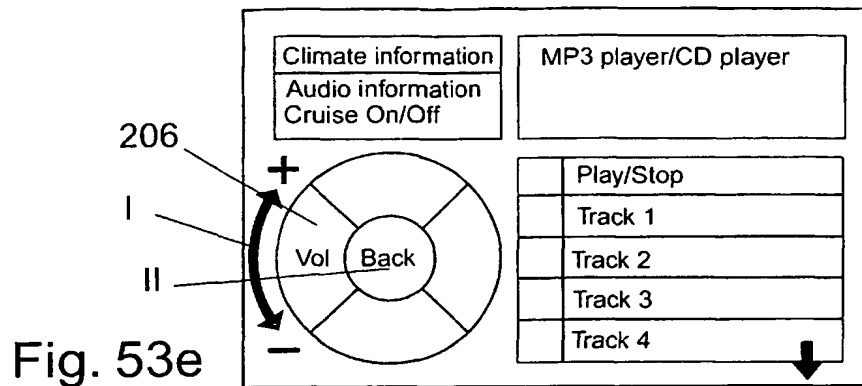 Climate information
Audio information
Cruise On/Off
MP3 player/CD player
206
+
I
Vol
Back
II
−
Play/Stop
Track 1
Track 2
Track 3
Track 4
Fig. 53e